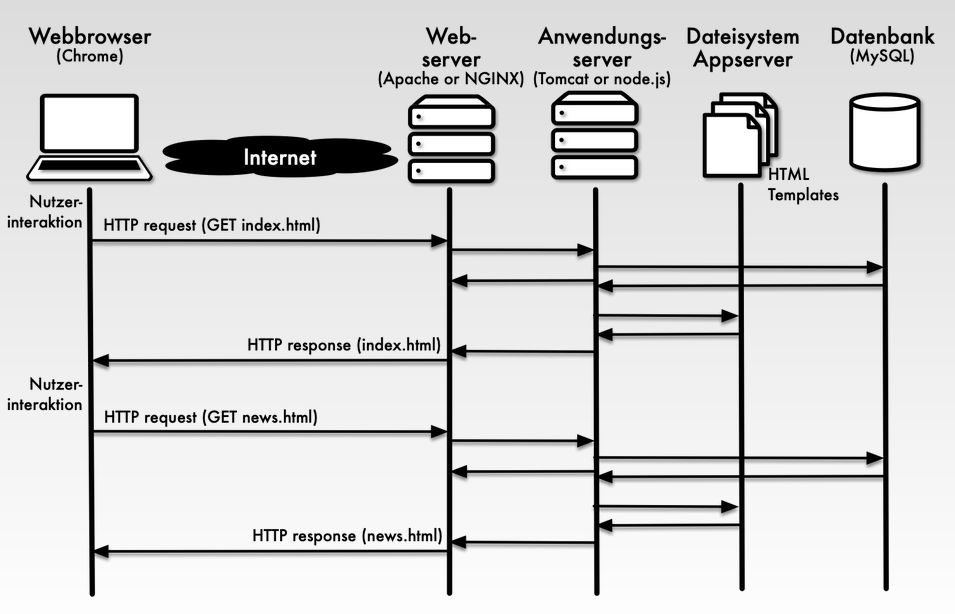 Webbrowser
(Chrome)
Web-
server
(Apache or NGINX)
Anwendungs-
server
(Tomcat or node.js)
Dateisystem
Appserver
Datenbank
(MySQL)
Internet
HTML
Templates
Nutzer-
interaktion
HTTP request (GET index.html)
HTTP response (index.html)
Nutzer-
interaktion
HTTP request (GET news.html)
HTTP response (news.html)